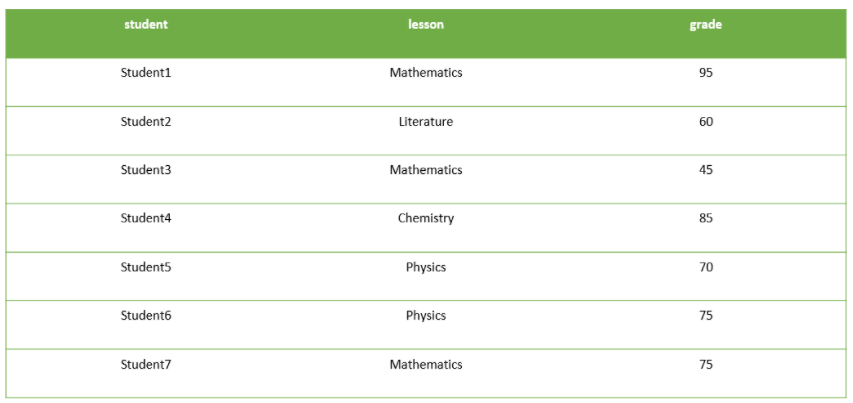 student lesson grade
Student1 Mathematics 95
Student2 Literature 60
Student3 Mathematics 45
Student4 Chemistry 85
Student5 Physics 70
Student6 Physics 75
Student7 Mathematics 75